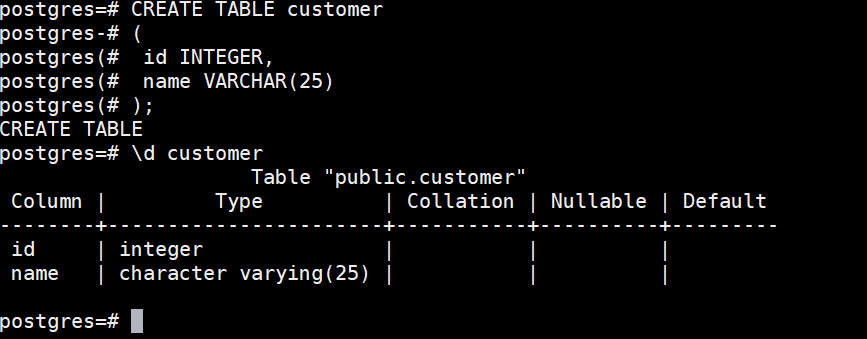 postgres=# CREATE TABLE customer
postgres-# (
postgres(#  id INTEGER,
postgres(#  name VARCHAR(25)
postgres(# );
CREATE TABLE
postgres=# \d customer
                     Table "public.customer"
 Column |         Type          | Collation | Nullable | Default
--------+-----------------------+-----------+----------+---------
 id     | integer               |           |          |
 name   | character varying(25) |           |          |
postgres=#